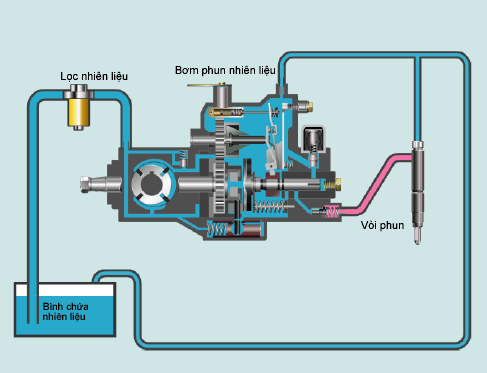 Lọc nhiên liệu
Bơm phun nhiên liệu
Vòi phun
Bình chứa
nhiên liệu